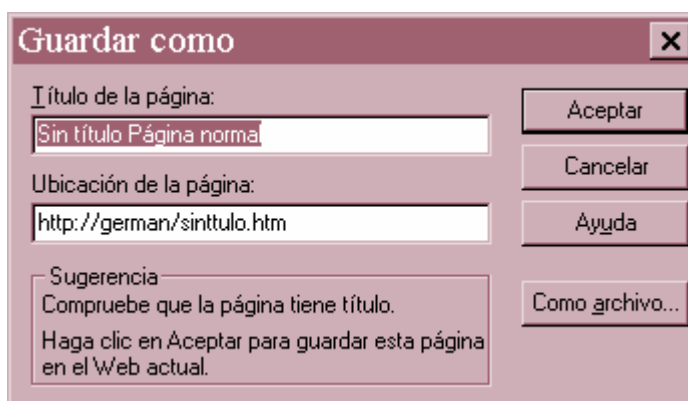 Guardar como
Título de la página:
Sin título Página normal
Aceptar
Cancelar
Ubicación de la página:
http://german/sinttulo.htm
Ayuda
Sugerencia
Compruebe que la página tiene título.
Como archivo...
Haga clic en Aceptar para guardar esta página
en el Web actual.